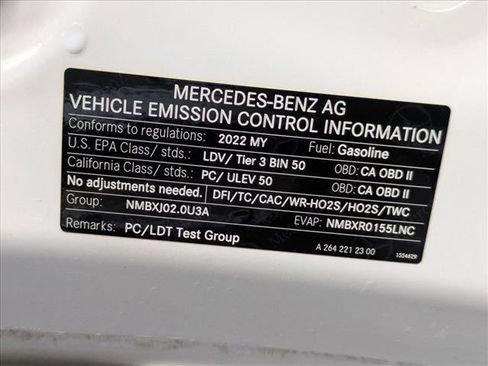 MERCEDES-BENZ AG
VEHICLE EMISSION CONTROL INFORMATION
Conforms to regulations: 2022 MY Fuel: Gasoline
U.S. EPA Class/ stds.: LDV/ Tier 3 BIN 50 OBD: CA OBD II
California Class/ stds.: PC/ ULEV 50 OBD: CA OBD II
No adjustments needed. DFI/TC/CAC/WR-HO2S/HO2S/TWC
Group: NMBXJ02.0U3A EVAP: NMBXR0155LNC
Remarks: PC/LDT Test Group A 264 221 23 00